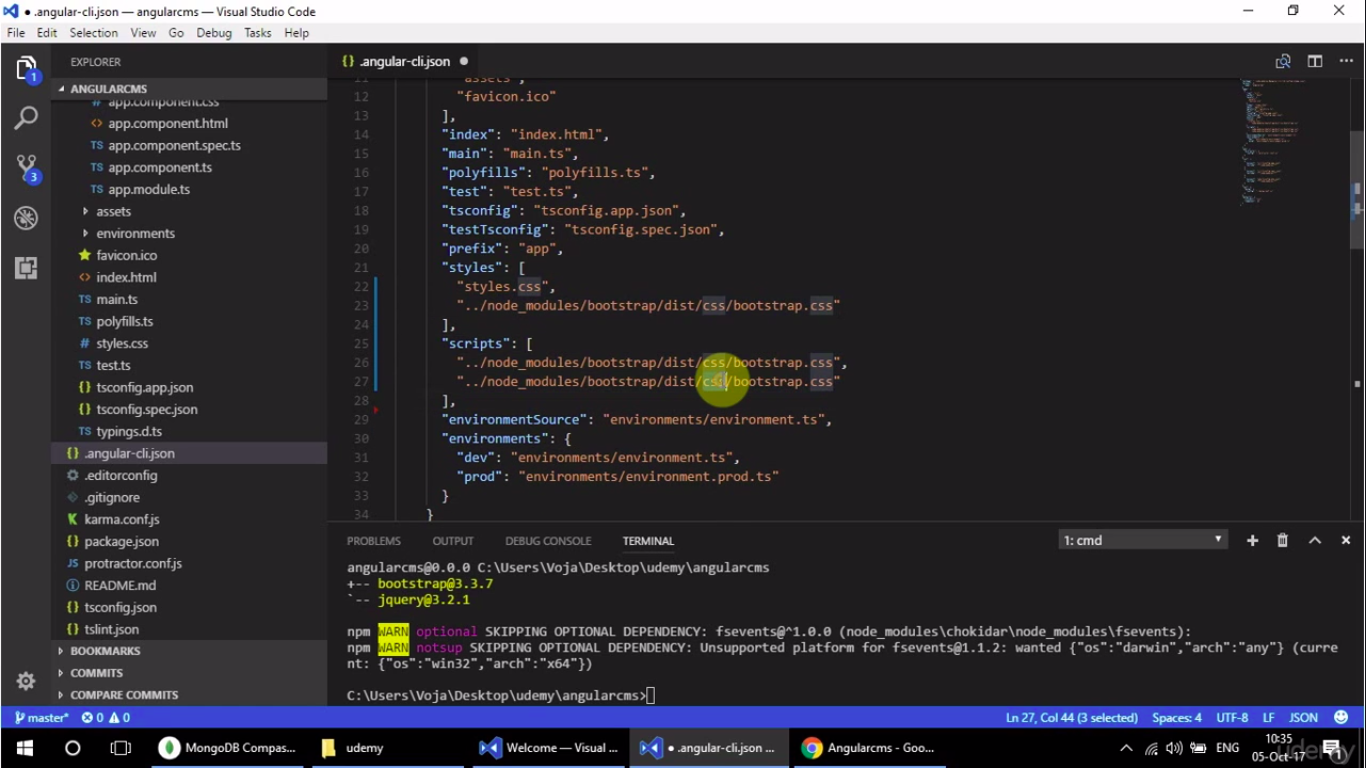 .angular-cli.json — angularcms — Visual Studio Code
File Edit Selection View Go Debug Tasks Help
EXPLORER
ANGULARCMS
app.component.css
app.component.html
app.component.spec.ts
app.component.ts
app.module.ts
assets
environments
favicon.ico
index.html
main.ts
polyfills.ts
styles.css
test.ts
tsconfig.app.json
tsconfig.spec.json
typings.d.ts
.angular-cli.json
.editorconfig
.gitignore
karma.conf.js
package.json
protractor.conf.js
README.md
tsconfig.json
tslint.json
BOOKMARKS
COMMITS
COMPARE COMMITS
.angular-cli.json
11 "assets",
12 "favicon.ico"
13 ],
14 "index": "index.html",
15 "main": "main.ts",
16 "polyfills": "polyfills.ts",
17 "test": "test.ts",
18 "tsconfig": "tsconfig.app.json",
19 "testTsconfig": "tsconfig.spec.json",
20 "prefix": "app",
21 "styles": [
22 "styles.css",
23 "../node_modules/bootstrap/dist/css/bootstrap.css"
24 ],
25 "scripts": [
26 "../node_modules/bootstrap/dist/css/bootstrap.css",
27 "../node_modules/bootstrap/dist/css/bootstrap.css"
28 ],
29 "environmentSource": "environments/environment.ts",
30 "environments": {
31 "dev": "environments/environment.ts",
32 "prod": "environments/environment.prod.ts"
33 }
34 }
PROBLEMS OUTPUT DEBUG CONSOLE TERMINAL 1: cmd
angularcms@0.0.0 C:\Users\Voja\Desktop\udemy\angularcms
+-- bootstrap@3.3.7
`-- jquery@3.2.1
npm WARN optional SKIPPING OPTIONAL DEPENDENCY: fsevents@^1.0.0 (node_modules\chokidar\node_modules\fsevents):
npm WARN notsup SKIPPING OPTIONAL DEPENDENCY: Unsupported platform for fsevents@1.1.2: wanted {"os":"darwin","arch":"any"} (curre
nt: {"os":"win32","arch":"x64"})
C:\Users\Voja\Desktop\udemy\angularcms>
master* 0 0 Ln 27, Col 44 (3 selected) Spaces: 4 UTF-8 LF JSON
MongoDB Compas... udemy Welcome — Visual ... .angular-cli.json ... Angularcms - Goo... ENG 10:35
05-Oct-17
udemy
1
1
3